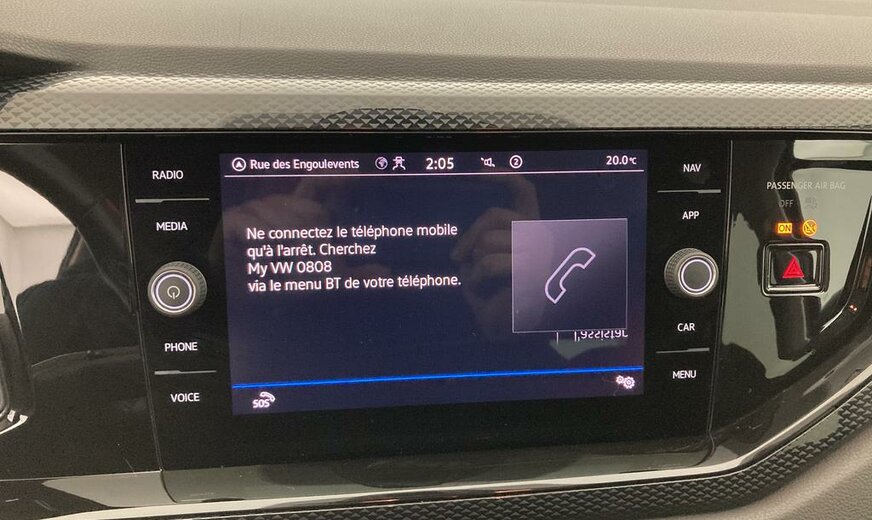 RADIO
MEDIA
PHONE
VOICE
Rue des Engoulevents 2:05 2 20.0°C
Ne connectez le téléphone mobile
qu'à l'arrêt. Cherchez
My VW 0808
via le menu BT de votre téléphone.
l'assistar
SOS
NAV
APP
CAR
MENU
PASSENGER AIR BAG
OFF
ON